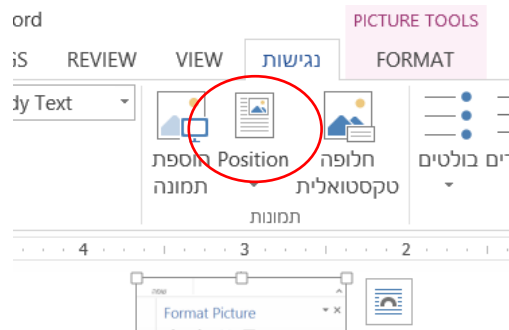 ord
PICTURE TOOLS
GS REVIEW VIEW נגישות FORMAT
dy Text
הוספת תמונה
Position
חלופה טקסטואלית
בולטים
תמונות
4 3 2
שפה
Format Picture